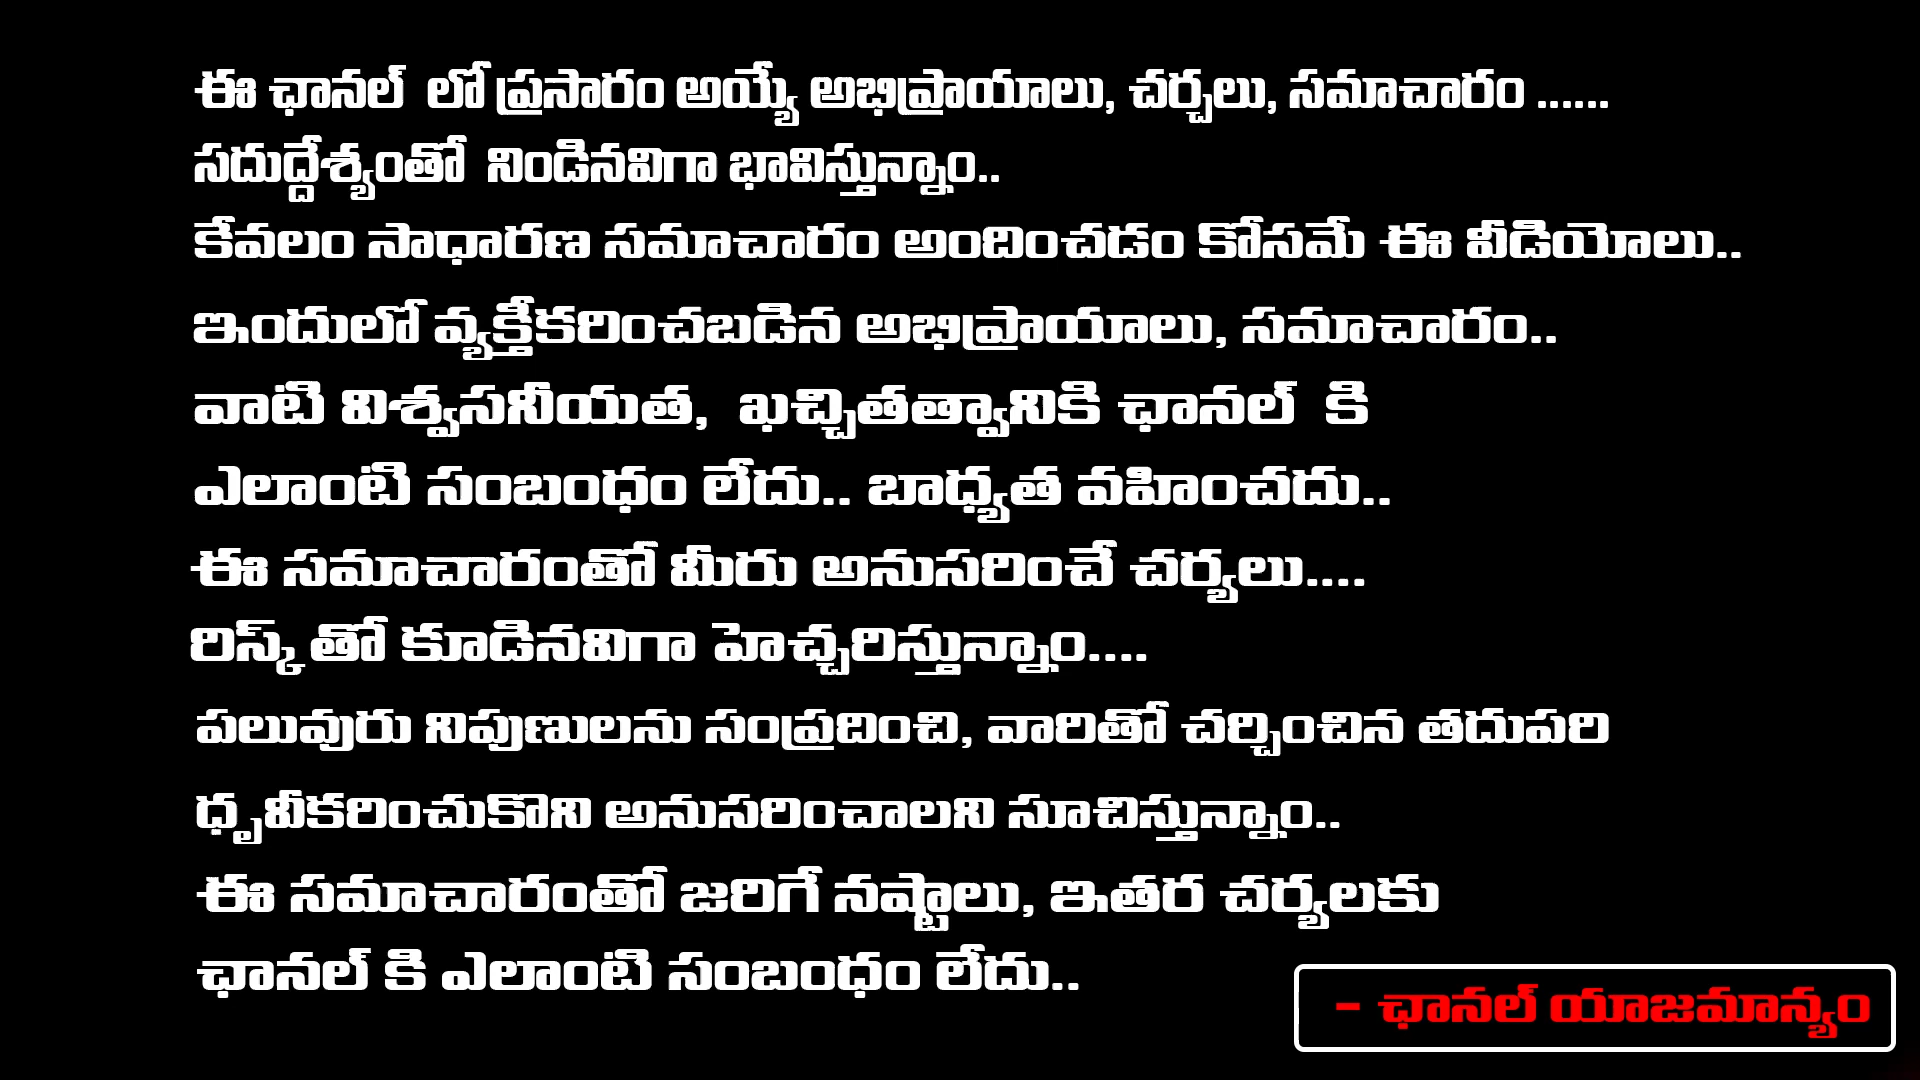 ఈ ఛానల్ లో ప్రసారం అయ్యే అభిప్రాయాలు, చర్చలు, సమాచారం ......
సదుద్దేశ్యంతో నిండినవిగా భావిస్తున్నాం..
కేవలం సాధారణ సమాచారం అందించడం కోసమే ఈ వీడియోలు..
ఇందులో వ్యక్తీకరించబడిన అభిప్రాయాలు, సమాచారం..
వాటి విశ్వసనీయత, ఖచ్చితత్వానికి ఛానల్ కి
ఎలాంటి సంబంధం లేదు.. బాధ్యత వహించదు..
ఈ సమాచారంతో మీరు అనుసరించే చర్యలు....
రిస్క్ తో కూడినవిగా హెచ్చరిస్తున్నాం....
పలువురు నిపుణులను సంప్రదించి, వారితో చర్చించిన తదుపరి
ధృవీకరించుకొని అనుసరించాలని సూచిస్తున్నాం..
ఈ సమాచారంతో జరిగే నష్టాలు, ఇతర చర్యలకు
ఛానల్ కి ఎలాంటి సంబంధం లేదు..
- ఛానల్ యాజమాన్యం